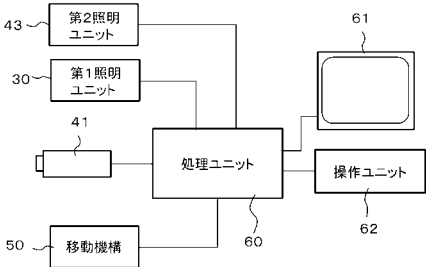 43
第2照明
ユニット
61
30
第1照明
ユニット
41
処理ユニット
60
操作ユニット
62
50
移動機構